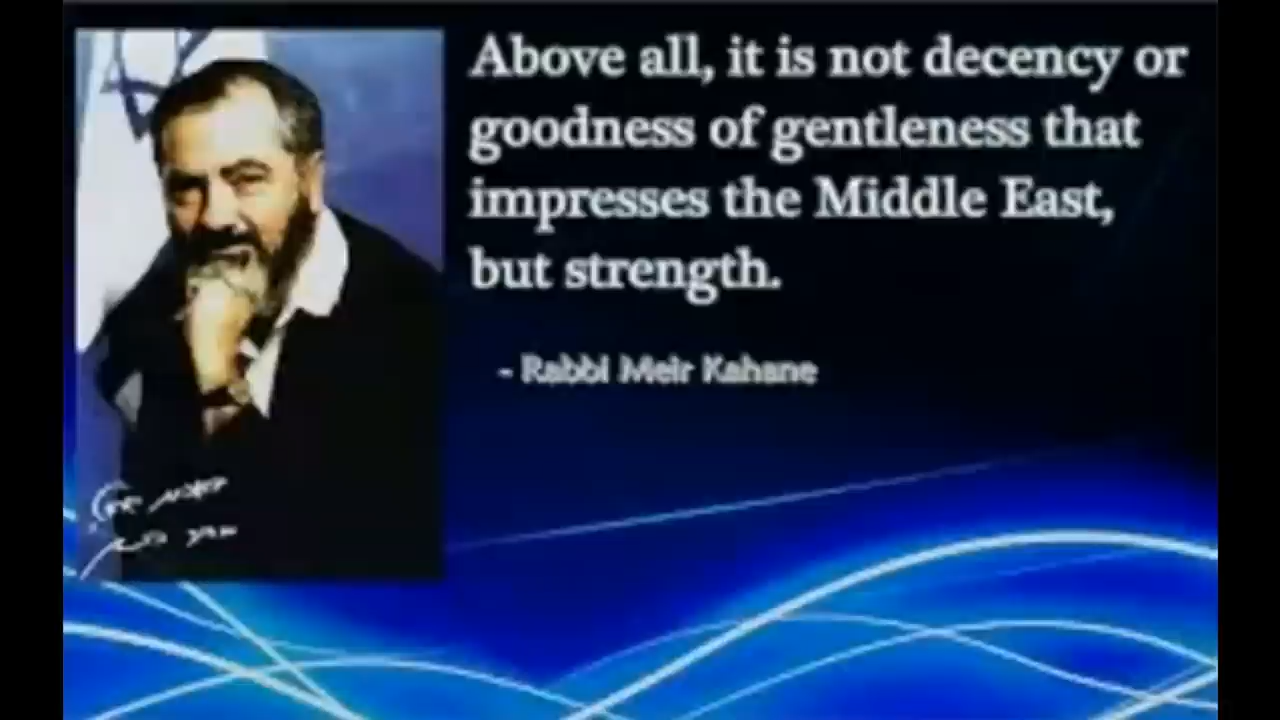 Above all, it is not decency or
goodness of gentleness that
impresses the Middle East,
but strength.
- Rabbi Meir Kahane